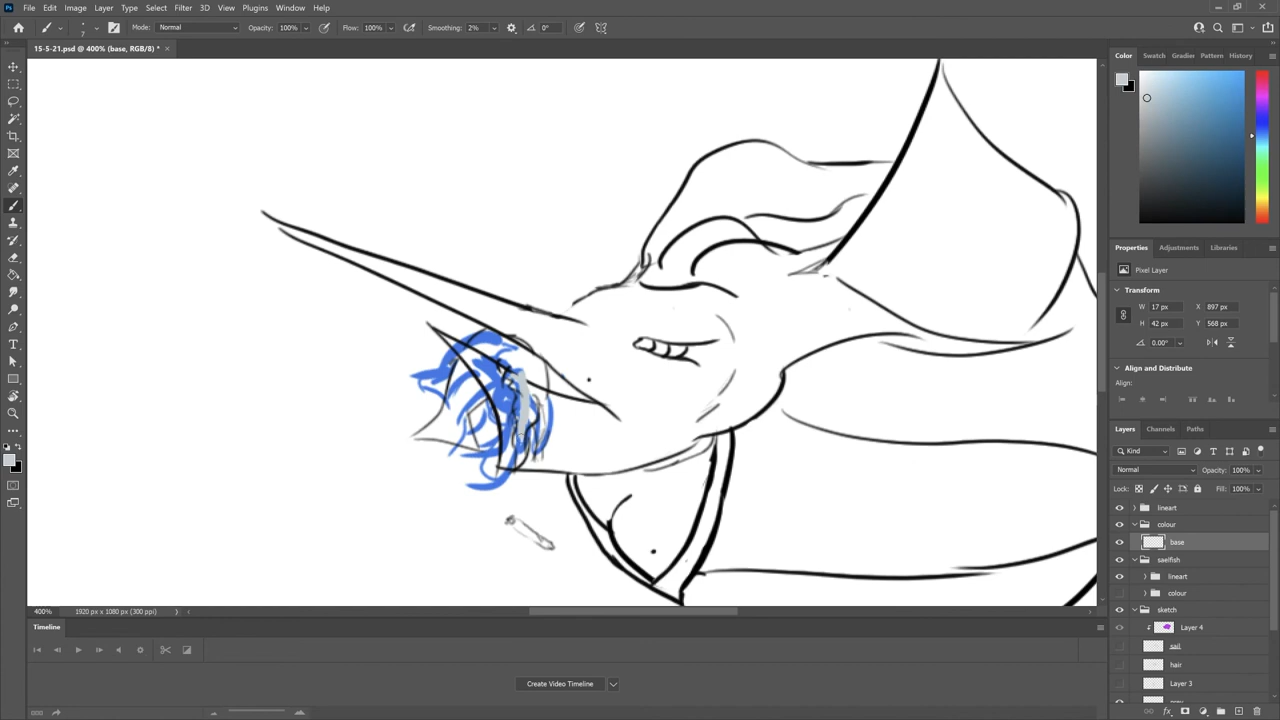 File Edit Image Layer Type Select Filter 3D View Plugins Window Help
7 Mode: Normal Opacity: 100% Flow: 100% Smoothing: 2% 0°
15-5-21.psd @ 400% (base, RGB/8) * ×
Color Swatch Gradier Pattern History
Properties Adjustments Libraries
Pixel Layer
Transform
W 17 px X 897 px
H 42 px Y 568 px
0.00°
Align and Distribute
Align:
Layers Channels Paths
Kind
Normal Opacity: 100%
Lock: Fill: 100%
lineart
colour
base
saelfish
lineart
colour
sketch
Layer 4
sail
hair
Layer 3
400% 1920 px x 1080 px (300 ppi)
Timeline
Create Video Timeline